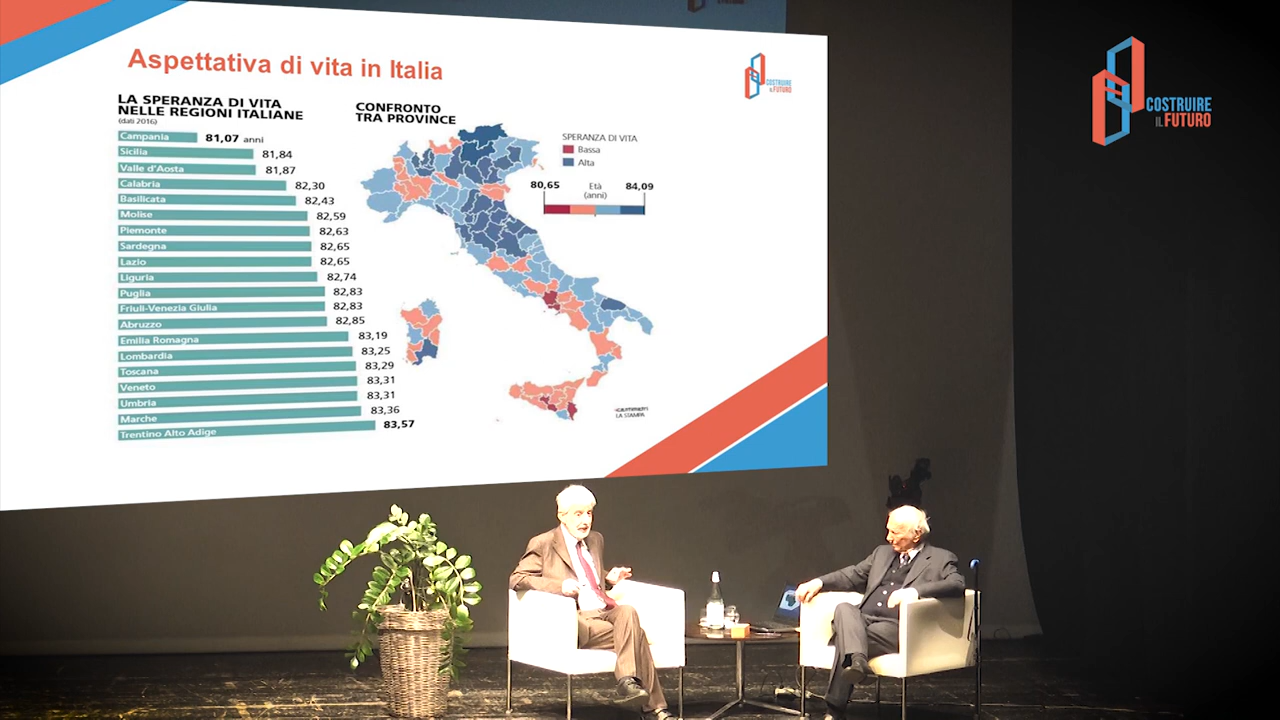 Aspettativa di vita in Italia
COSTRUIRE
IL FUTURO
LA SPERANZA DI VITA
NELLE REGIONI ITALIANE
(dati 2016)
Campania 81,07 anni
Sicilia 81,84
Valle d'Aosta 81,87
Calabria 82,30
Basilicata 82,43
Molise 82,59
Piemonte 82,63
Sardegna 82,65
Lazio 82,65
Liguria 82,74
Puglia 82,83
Friuli-Venezia Giulia 82,83
Abruzzo 82,85
Emilia Romagna 83,19
Lombardia 83,25
Toscana 83,29
Veneto 83,31
Umbria 83,31
Marche 83,36
Trentino Alto Adige 83,57
CONFRONTO
TRA PROVINCE
SPERANZA DI VITA
Bassa
Alta
80,65 Età 84,09
(anni)
LA STAMPA
COSTRUIRE
IL FUTURO